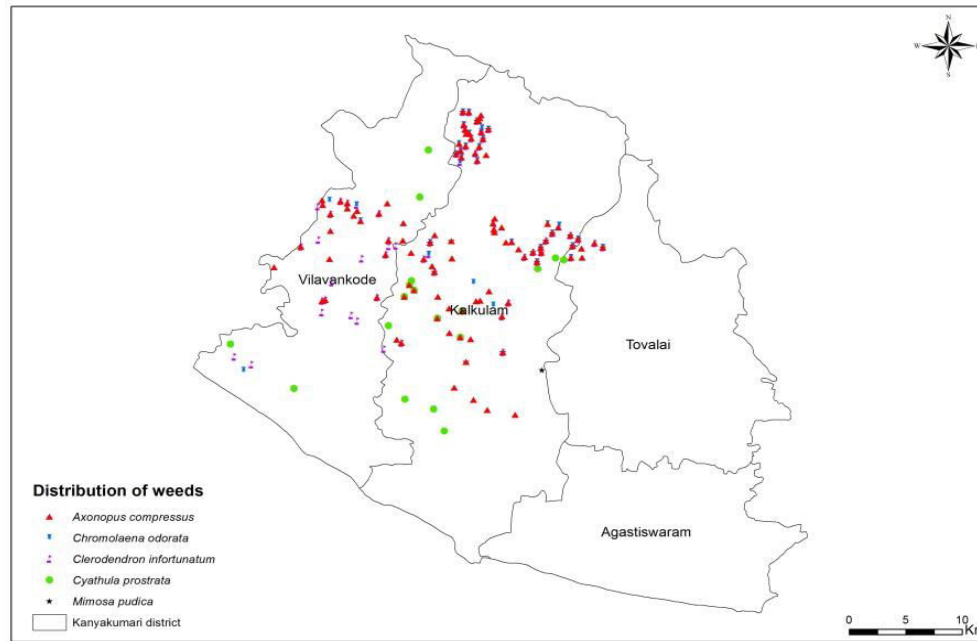 N
W
S
Vilavankode
Kalkulam
Tovalai
Agastiswaram
Distribution of weeds
Axonopus compressus
Chromolaena odorata
Clerodendron infortunatum
Cyathula prostrata
Mimosa pudica
Kanyakumari district
0 5 10